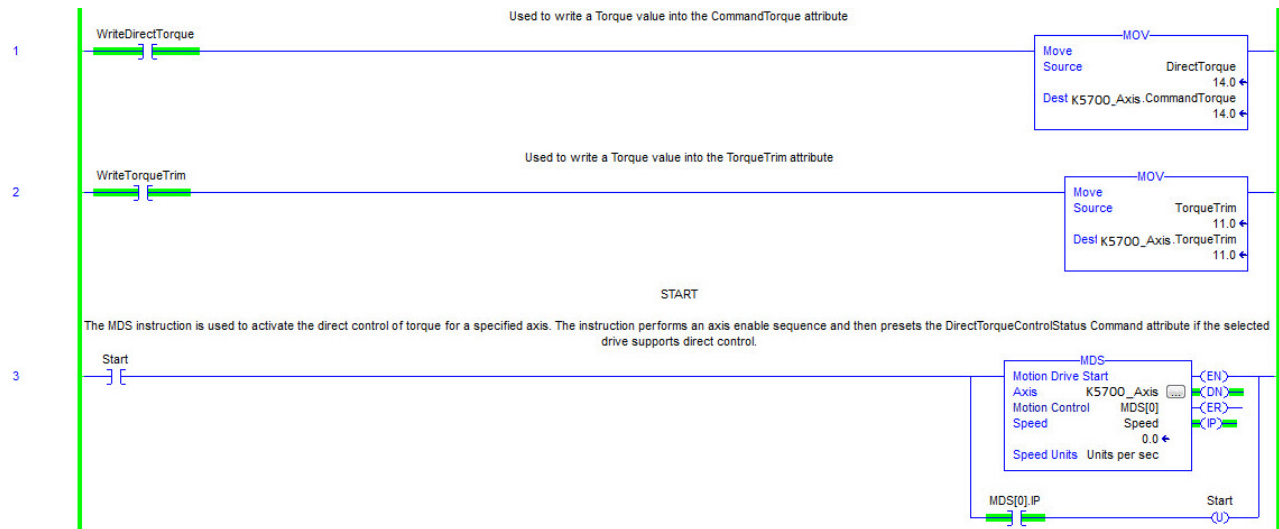 Used to write a Torque value into the CommandTorque attribute
WriteDirectTorque
1
MOV
Move
Source DirectTorque
14.0
Dest K5700_Axis.CommandTorque
14.0
Used to write a Torque value into the TorqueTrim attribute
WriteTorqueTrim
2
MOV
Move
Source TorqueTrim
11.0
Dest K5700_Axis.TorqueTrim
11.0
START
The MDS instruction is used to activate the direct control of torque for a specified axis. The instruction performs an axis enable sequence and then presets the DirectTorqueControlStatus Command attribute if the selected
drive supports direct control.
Start
3
MDS
Motion Drive Start (EN)
Axis K5700_Axis ... (DN)
Motion Control MDS[0] (ER)
Speed Speed (IP)
0.0
Speed Units Units per sec
MDS[0].IP Start
(U)